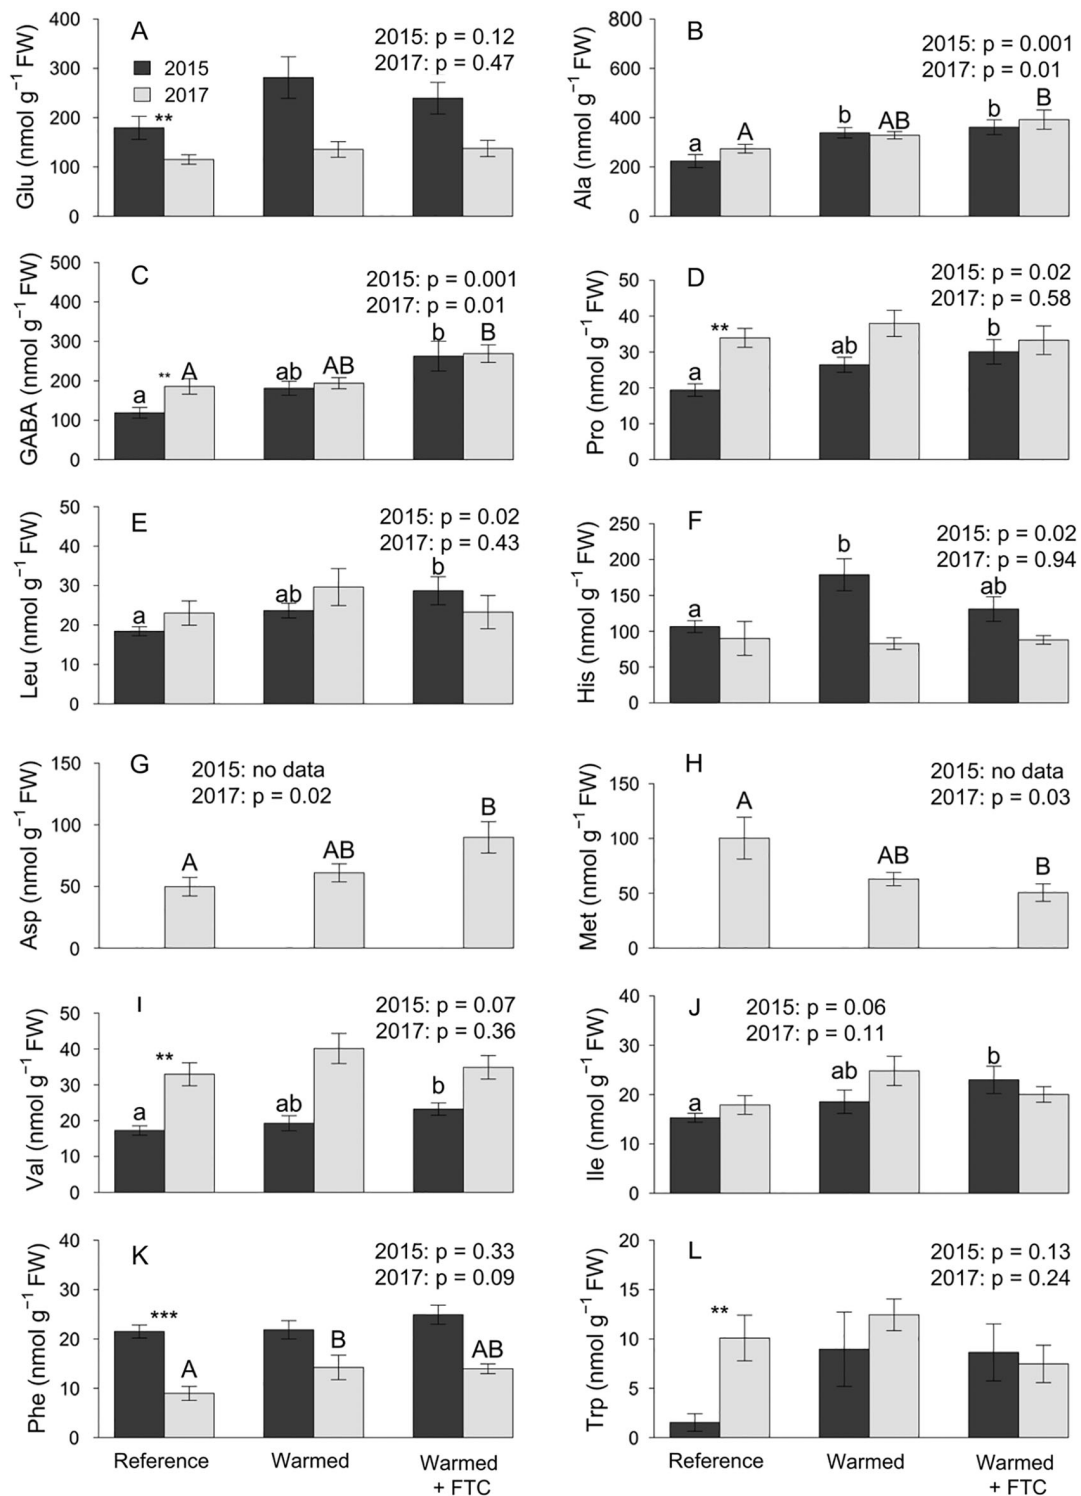 A
2015: p = 0.12
2017: p = 0.47
2015
2017
Glu (nmol g⁻¹ FW)
400
300
200
100
0
**
B
2015: p = 0.001
2017: p = 0.01
Ala (nmol g⁻¹ FW)
800
600
400
200
0
a
A
b
AB
b
B
C
2015: p = 0.001
2017: p = 0.01
GABA (nmol g⁻¹ FW)
500
400
300
200
100
0
a
**
A
ab
AB
b
B
D
2015: p = 0.02
2017: p = 0.58
Pro (nmol g⁻¹ FW)
50
40
30
20
10
0
a
**
ab
b
E
2015: p = 0.02
2017: p = 0.43
Leu (nmol g⁻¹ FW)
50
40
30
20
10
0
a
ab
b
F
2015: p = 0.02
2017: p = 0.94
His (nmol g⁻¹ FW)
250
200
150
100
50
0
a
b
ab
G
2015: no data
2017: p = 0.02
Asp (nmol g⁻¹ FW)
150
100
50
0
A
AB
B
H
2015: no data
2017: p = 0.03
Met (nmol g⁻¹ FW)
150
100
50
0
A
AB
B
I
2015: p = 0.07
2017: p = 0.36
Val (nmol g⁻¹ FW)
50
40
30
20
10
0
a
**
ab
b
J
2015: p = 0.06
2017: p = 0.11
Ile (nmol g⁻¹ FW)
40
30
20
10
0
a
ab
b
K
2015: p = 0.33
2017: p = 0.09
Phe (nmol g⁻¹ FW)
40
30
20
10
0
***
A
B
AB
Reference
Warmed
Warmed
+ FTC
L
2015: p = 0.13
2017: p = 0.24
Trp (nmol g⁻¹ FW)
20
15
10
5
0
**
Reference
Warmed
Warmed
+ FTC